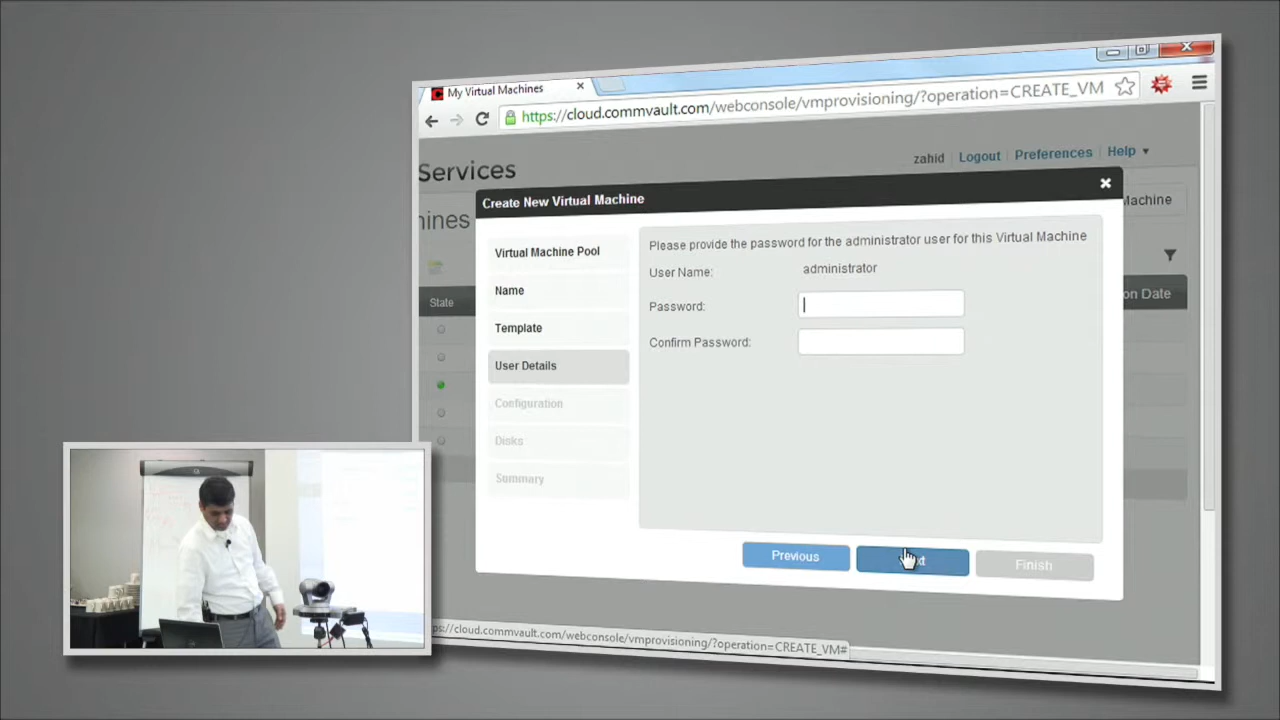 My Virtual Machines
https://cloud.commvault.com/webconsole/vmprovisioning/?operation=CREATE_VM
Services
zahid Logout Preferences Help
Create New Virtual Machine
Machine
Virtual Machine Pool
Name
Template
User Details
Configuration
Disks
Summary
Please provide the password for the administrator user for this Virtual Machine
User Name: administrator
Password:
Confirm Password:
State
on Date
Previous
Finish
ps://cloud.commvault.com/webconsole/vmprovisioning/?operation=CREATE_VM#